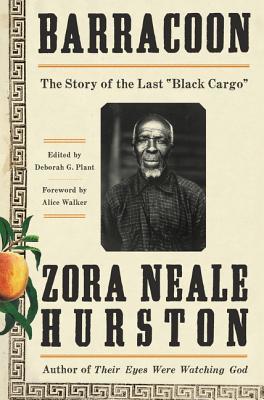 BARRACOON
The Story of the Last "Black Cargo"
Edited by
Deborah G. Plant
Foreword by
Alice Walker
ZORA NEALE
HURSTON
Author of Their Eyes Were Watching God